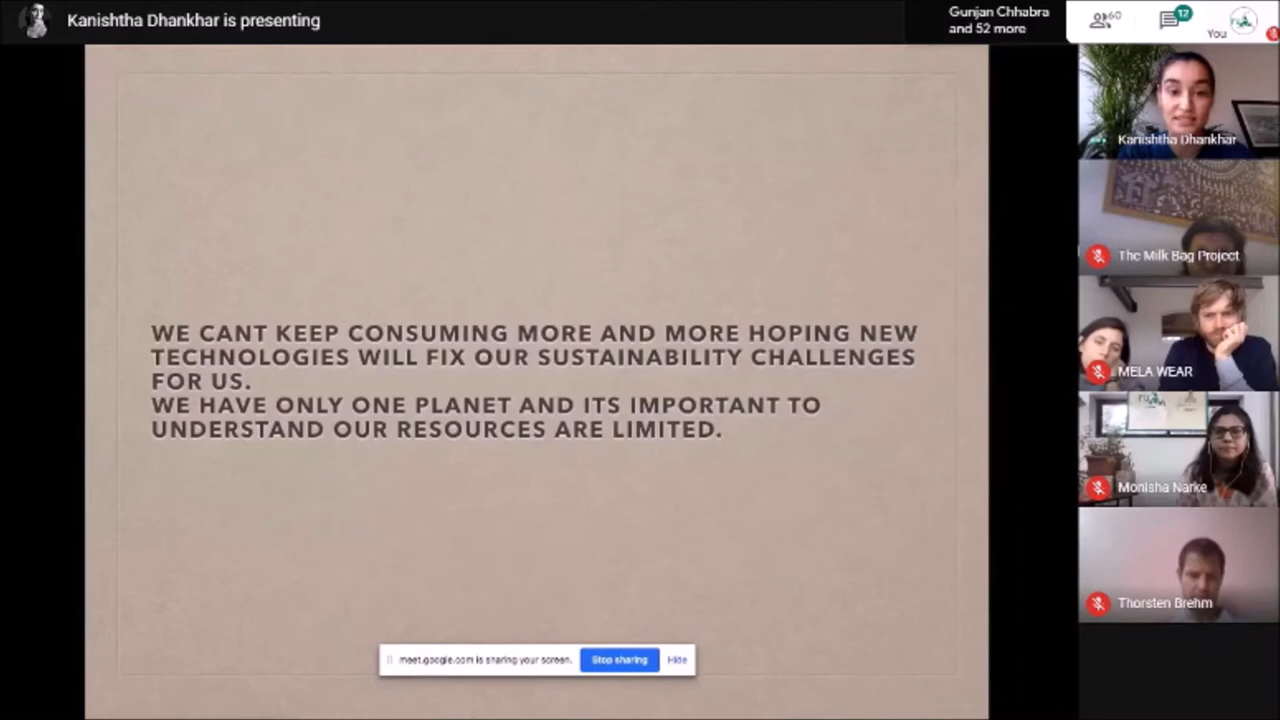 Kanishtha Dhankhar is presenting
Gunjan Chhabra
and 52 more
60
12
You
Kanishtha Dhankhar
The Milk Bag Project
MELA WEAR
Monisha Narke
Thorsten Brehm
WE CANT KEEP CONSUMING MORE AND MORE HOPING NEW
TECHNOLOGIES WILL FIX OUR SUSTAINABILITY CHALLENGES
FOR US.
WE HAVE ONLY ONE PLANET AND ITS IMPORTANT TO
UNDERSTAND OUR RESOURCES ARE LIMITED.
meet.google.com is sharing your screen.
Stop sharing
Hide